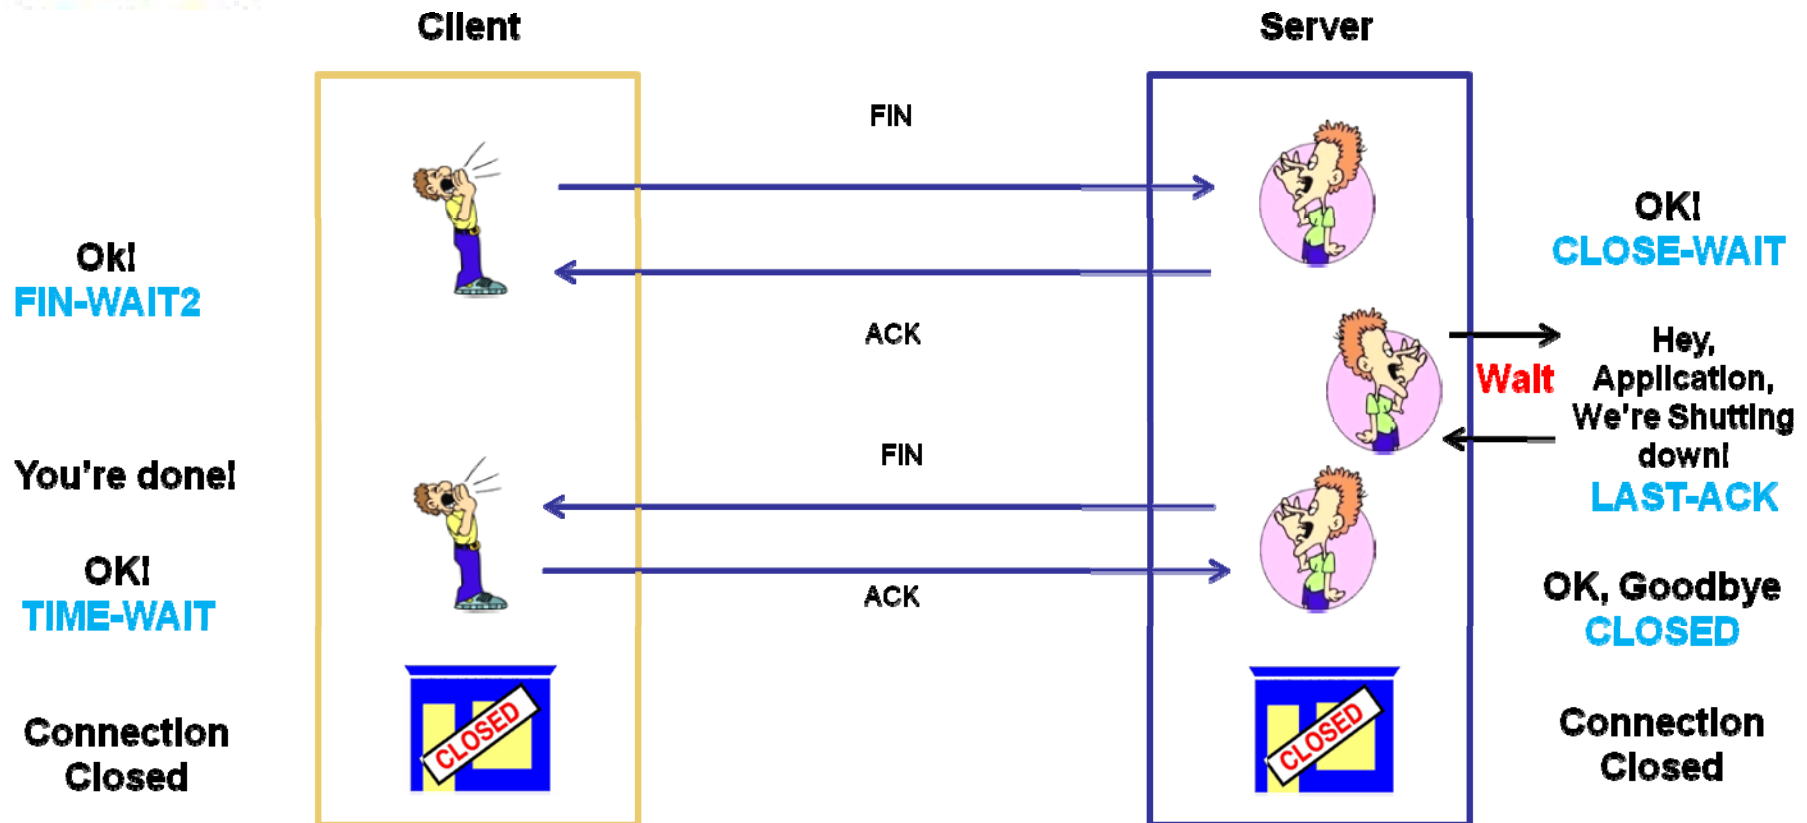 Client
Server
FIN
OK!
CLOSE-WAIT
Ok!
FIN-WAIT2
ACK
Wait
Hey,
Application,
We're Shutting
down!
LAST-ACK
You're done!
FIN
OK!
TIME-WAIT
ACK
OK, Goodbye
CLOSED
CLOSED
CLOSED
Connection
Closed
Connection
Closed